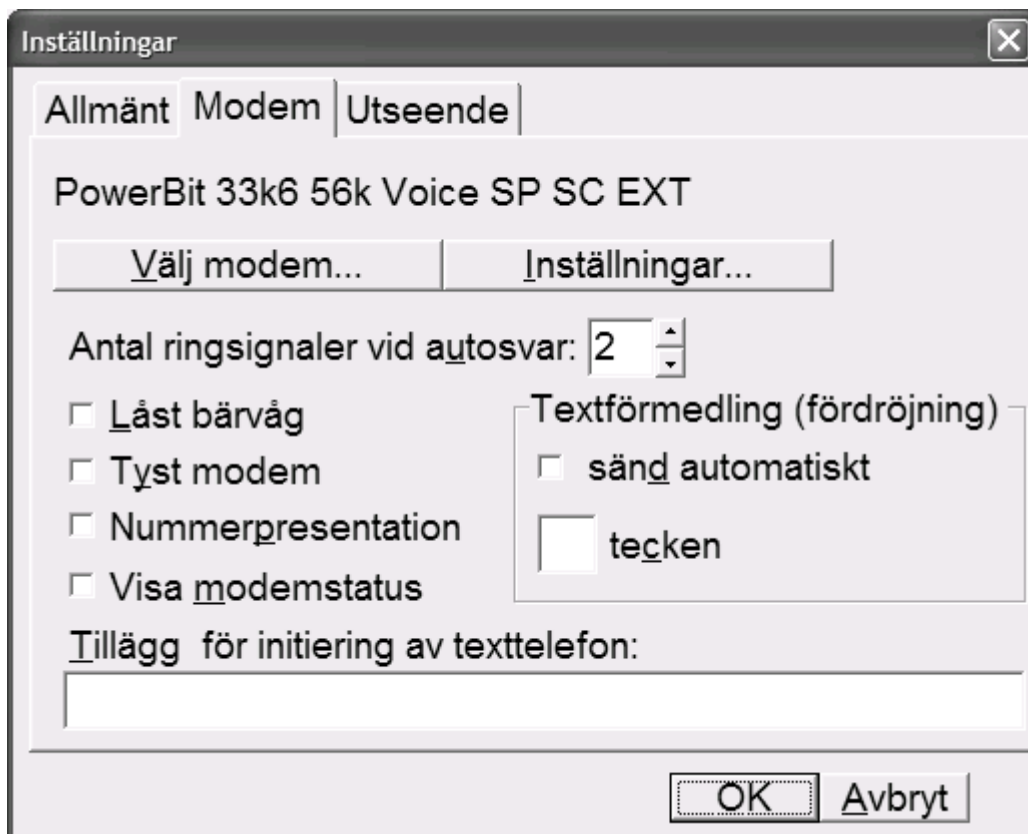 Inställningar
Allmänt Modem Utseende
PowerBit 33k6 56k Voice SP SC EXT
Välj modem... Inställningar...
Antal ringsignaler vid autosvar: 2
Låst bärvåg
Tyst modem
Nummerpresentation
Visa modemstatus
Textförmedling (fördröjning)
sänd automatiskt
tecken
Tillägg för initiering av texttelefon:
OK Avbryt